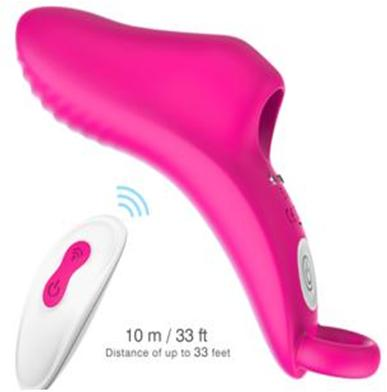 10 m / 33 ft
Distance of up to 33 feet